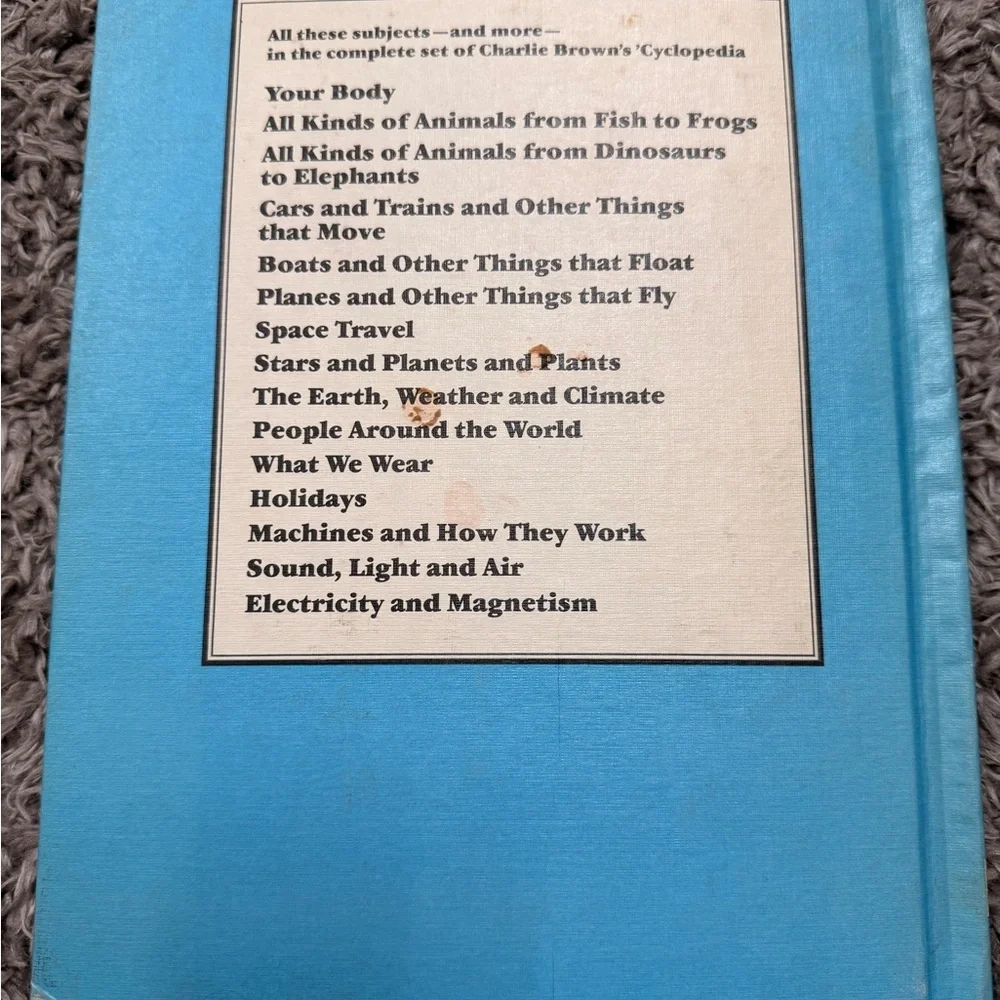 All these subjects—and more—
in the complete set of Charlie Brown's 'Cyclopedia
Your Body
All Kinds of Animals from Fish to Frogs
All Kinds of Animals from Dinosaurs
to Elephants
Cars and Trains and Other Things
that Move
Boats and Other Things that Float
Planes and Other Things that Fly
Space Travel
Stars and Planets and Plants
The Earth, Weather and Climate
People Around the World
What We Wear
Holidays
Machines and How They Work
Sound, Light and Air
Electricity and Magnetism